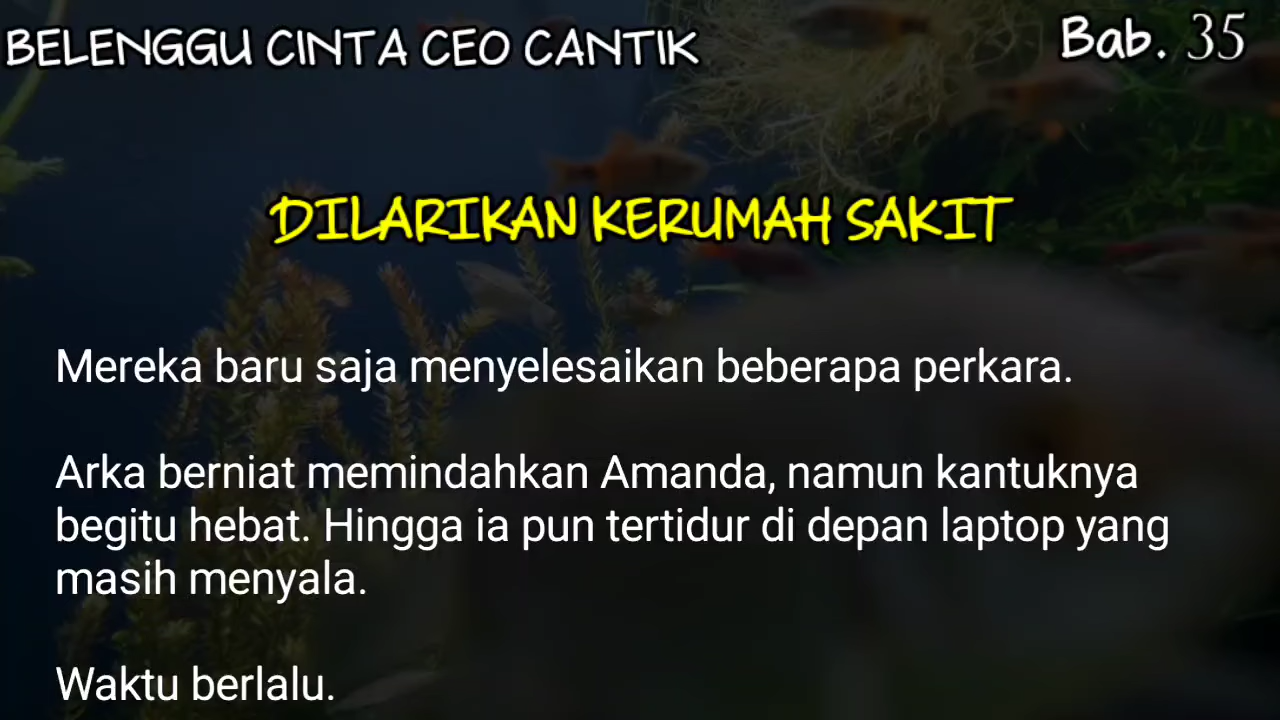 BELENGGU CINTA CEO CANTIK
Bab. 35
DILARIKAN KERUMAH SAKIT
Mereka baru saja menyelesaikan beberapa perkara.
Arka berniat memindahkan Amanda, namun kantuknya
begitu hebat. Hingga ia pun tertidur di depan laptop yang
masih menyala.
Waktu berlalu.